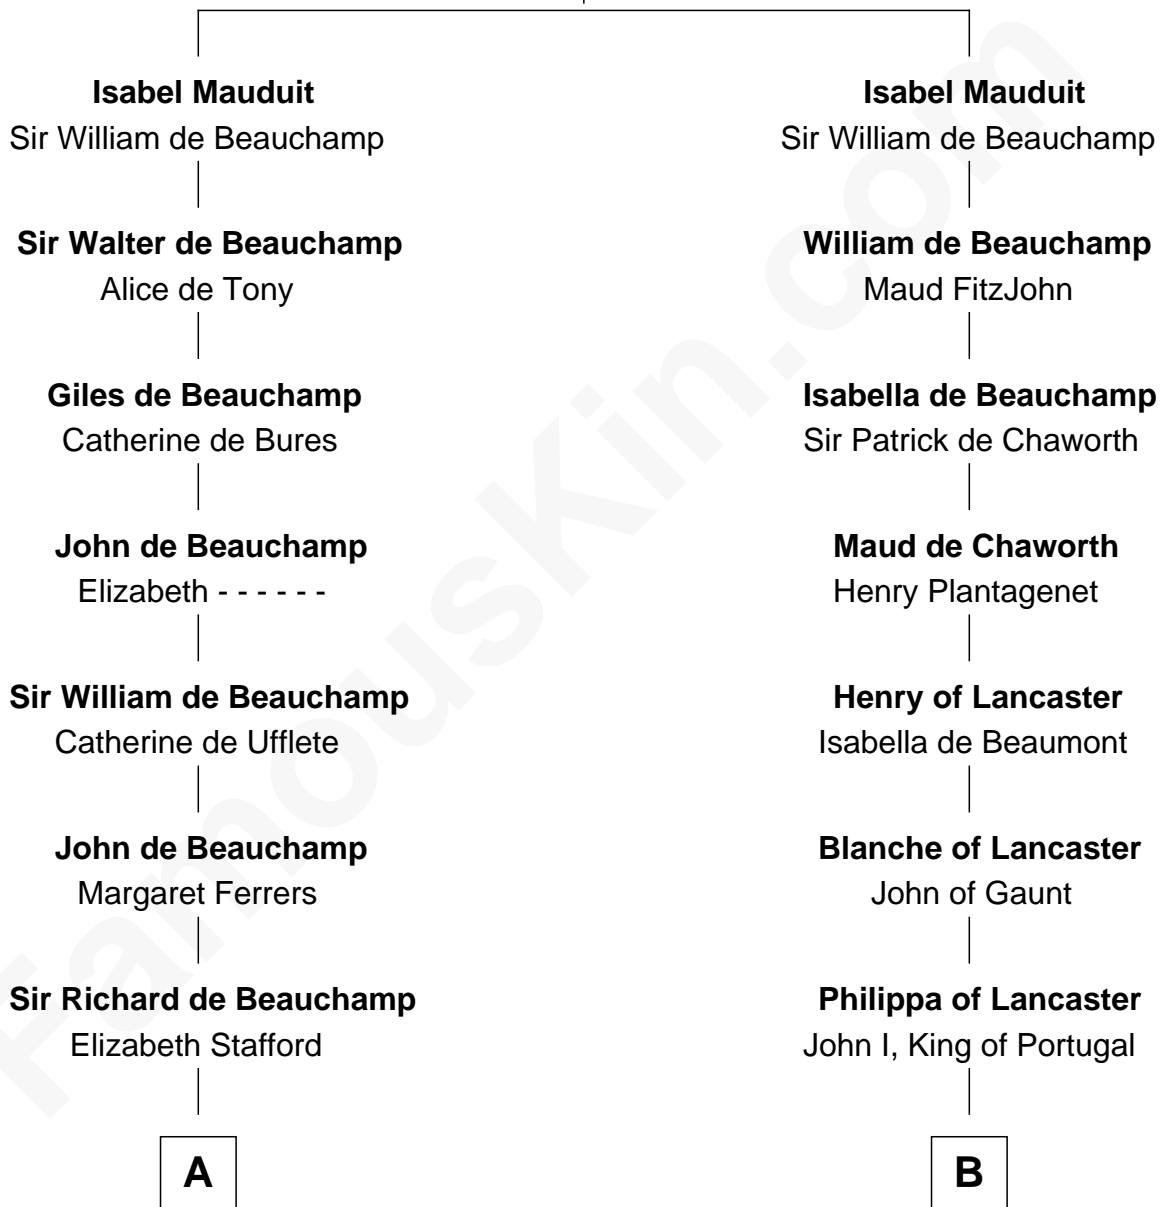 Isabel Mauduit
Sir William de Beauchamp
Sir Walter de Beauchamp
Alice de Tony
Giles de Beauchamp
Catherine de Bures
John de Beauchamp
Elizabeth - - - - - -
Sir William de Beauchamp
Catherine de Ufflete
John de Beauchamp
Margaret Ferrers
Sir Richard de Beauchamp
Elizabeth Stafford
A
Isabel Mauduit
Sir William de Beauchamp
William de Beauchamp
Maud FitzJohn
Isabella de Beauchamp
Sir Patrick de Chaworth
Maud de Chaworth
Henry Plantagenet
Henry of Lancaster
Isabella de Beaumont
Blanche of Lancaster
John of Gaunt
Philippa of Lancaster
John I, King of Portugal
B
FamousKin.com